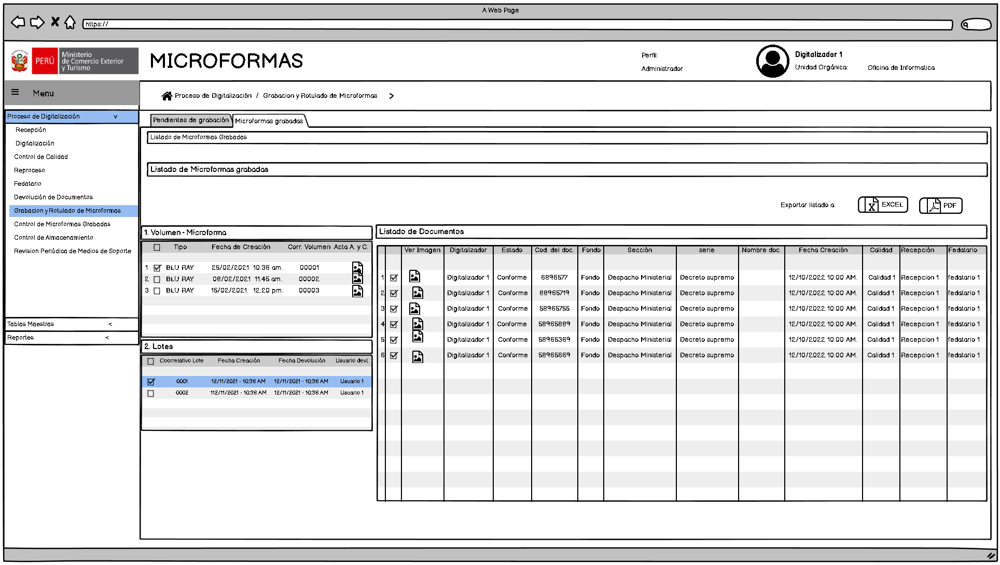 A Web Page
https://
PERÚ
Ministerio
de Comercio Exterior
y Turismo
MICROFORMAS
Perfil:
Administrador
Digitalizador 1
Unidad Orgánica: Oficina de Informatica
Menu
Proceso de Digitalización / Grabacion y Rotulado de Microformas >
Proceso de Digitalización v
Recepción
Digitalización
Control de Calidad
Reproceso
Fedatario
Devolución de Documentos
Grabacion y Rotulado de Microformas
Control de Microformas Grabadas
Control de Almacenamiento
Revision Periódica de Medios de Soporte
Tablas Maestras <
Reportes <
Pendientes de grabación
Microformas grabadas
Listado de Microformas Grabadas
Listado de Microformas grabadas
Exportar listado a:
X EXCEL
PDF
1. Volumen - Microforma
Tipo Fecha de Creación Corr. Volumen Acta A. y C.
1 BLU RAY 25/02/2021 10:36 am. 00001
2 BLU RAY 08/02/2021 11:45 am. 00002
3 BLU RAY 15/02/2021 12:20 pm. 00003
2. Lotes
Coorrelativo Lote Fecha Creación Fecha Devolución Usuario devl.
0001 12/11/2021 - 10:38 AM 12/11/2021 - 10:38 AM Usuario 1
0002 112/11/2021 - 10:38 AM 12/11/2021 - 10:38 AM Usuario 1
Listado de Documentos
Ver Imagen Digitalizador Estado Cod. del doc. Fondo Sección serie Nombre doc. Fecha Creación Calidad Recepción Fedatario
1 Digitalizador 1 Conforme 6896577 Fondo Despacho Ministerial Decreto supremo 12/10/2022 10:00 AM. Calidad 1 Recepcion 1 fedatario 1
2 Digitalizador 1 Conforme 88965719 Fondo Despacho Ministerial Decreto supremo 12/10/2022 10:00 AM. Calidad 1 Recepcion 1 fedatario 1
3 Digitalizador 1 Conforme 58965755 Fondo Despacho Ministerial Decreto supremo 12/10/2022 10:00 AM. Calidad 1 Recepcion 1 fedatario 1
4 Digitalizador 1 Conforme 58965889 Fondo Despacho Ministerial Decreto supremo 12/10/2022 10:00 AM. Calidad 1 Recepcion 1 fedatario 1
5 Digitalizador 1 Conforme 58965369 Fondo Despacho Ministerial Decreto supremo 12/10/2022 10:00 AM. Calidad 1 Recepcion 1 fedatario 1
6 Digitalizador 1 Conforme 58965669 Fondo Despacho Ministerial Decreto supremo 12/10/2022 10:00 AM. Calidad 1 Recepcion 1 fedatario 1